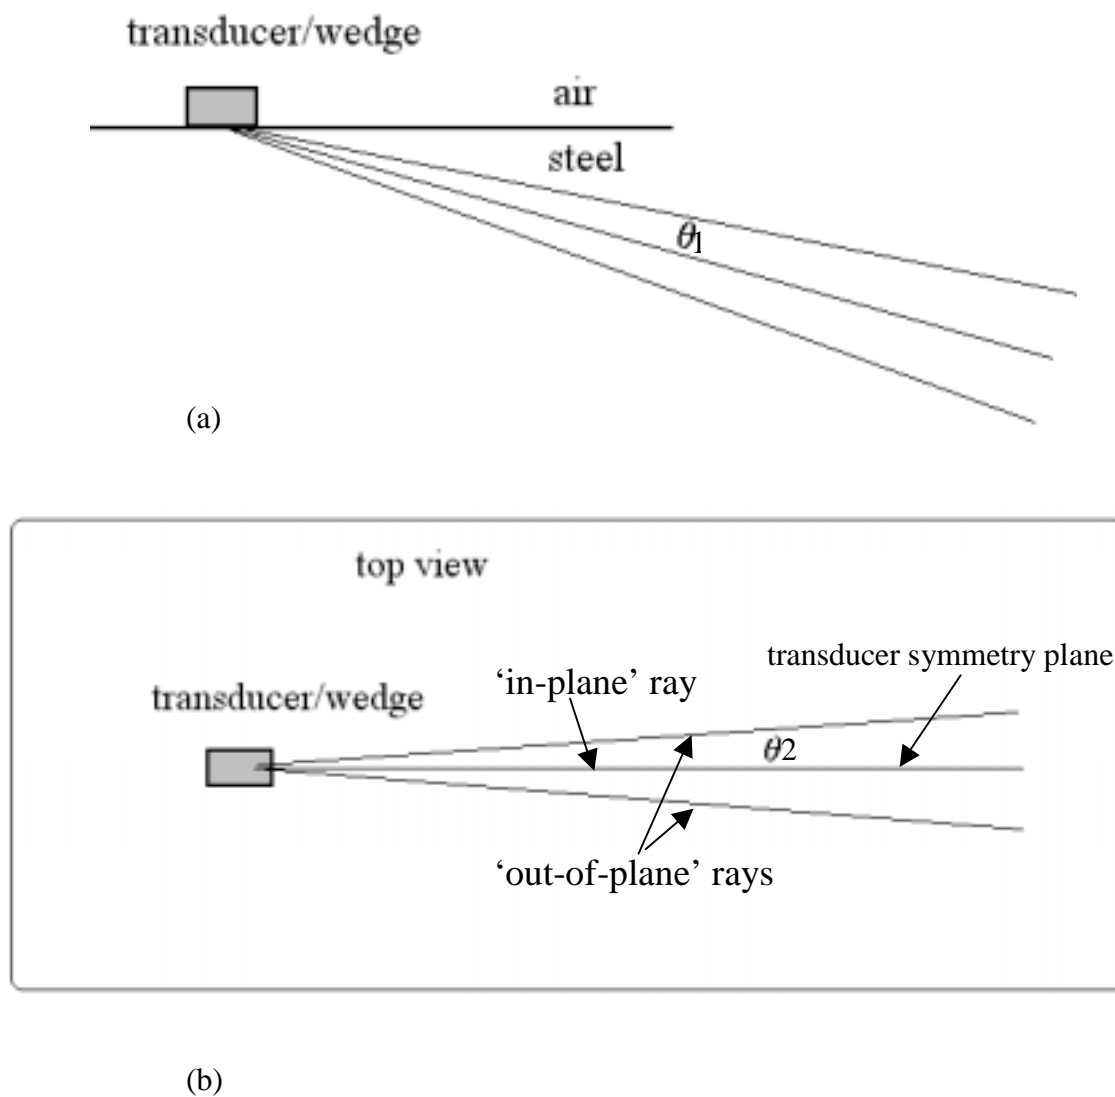 transducer/wedge
air
steel
θ1
(a)
top view
transducer symmetry plane
‘in-plane’ ray
transducer/wedge
θ2
‘out-of-plane’ rays
(b)